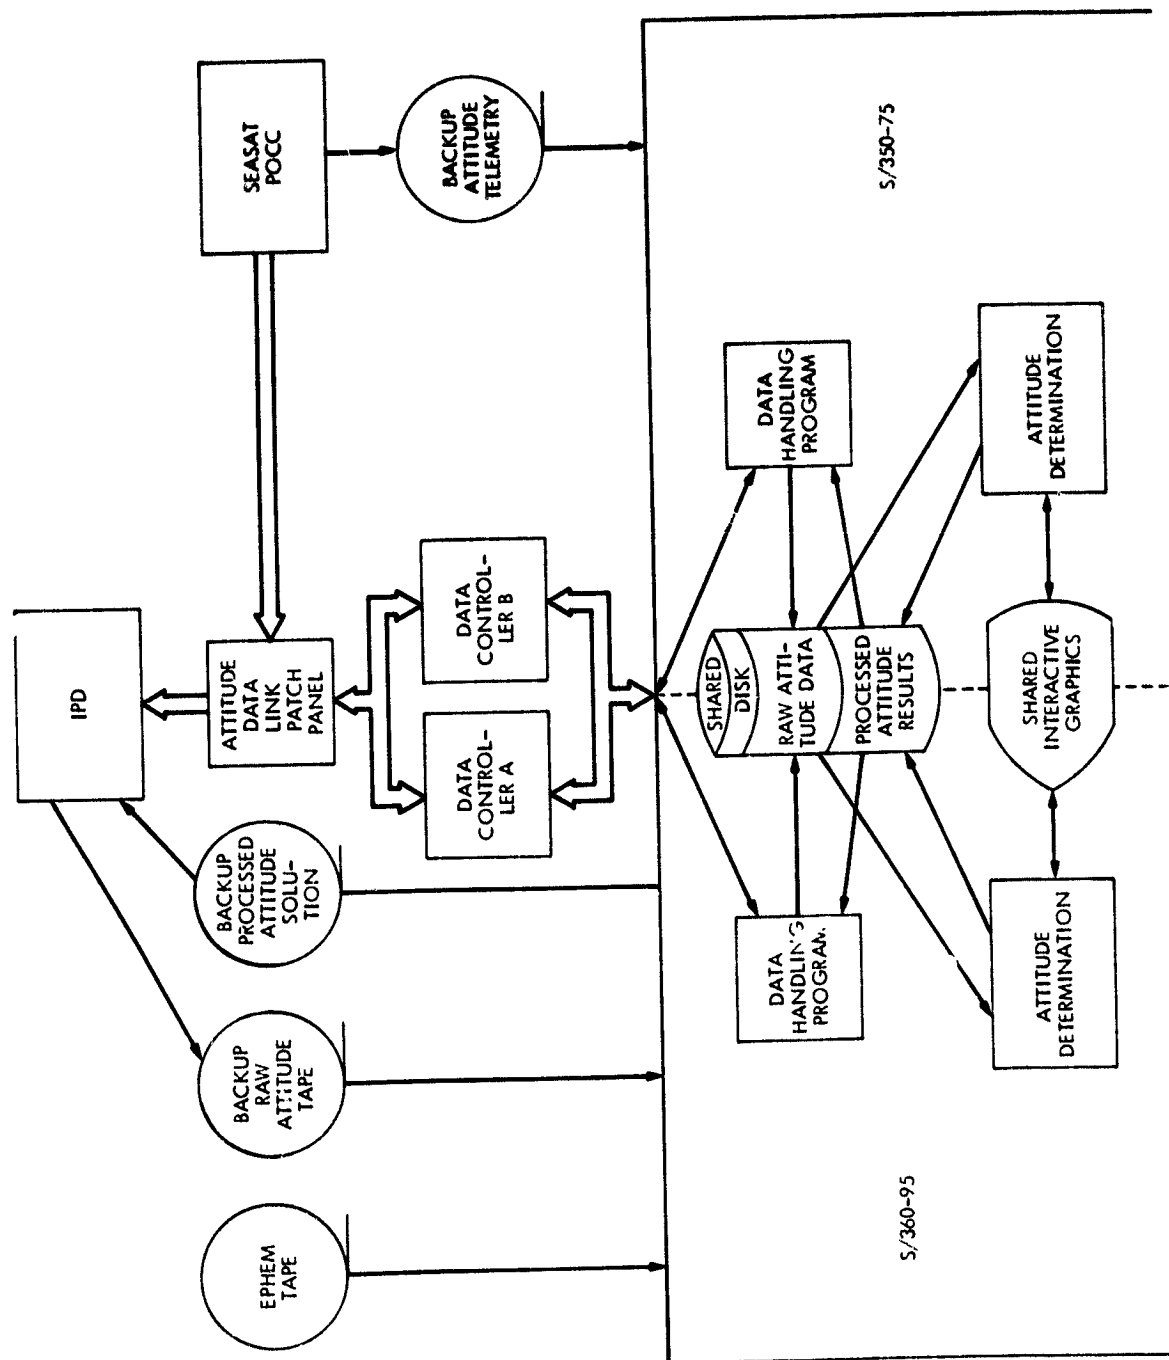 SEASAT
POCC
BACKUP
ATTITUDE
TELEMETRY
IPD
ATTITUDE
DATA
LINK
PATCH
PANEL
DATA
CONTROL-
LER B
DATA
CONTROL-
LER A
BACKUP
PROCESSED
ATTITUDE
SOLU-
TION
BACKUP
RAW
ATTITUDE
TAPE
EPHEM
TAPE
S/350-75
DATA
HANDLING
PROGRAM
SHARED
DISK
RAW ATTI-
TUDE DATA
PROCESSED
ATTITUDE
RESULTS
DATA
HANDLING
PROGRAM
ATTITUDE
DETERMINATION
SHARED
INTERACTIVE
GRAPHICS
ATTITUDE
DETERMINATION
S/360-95